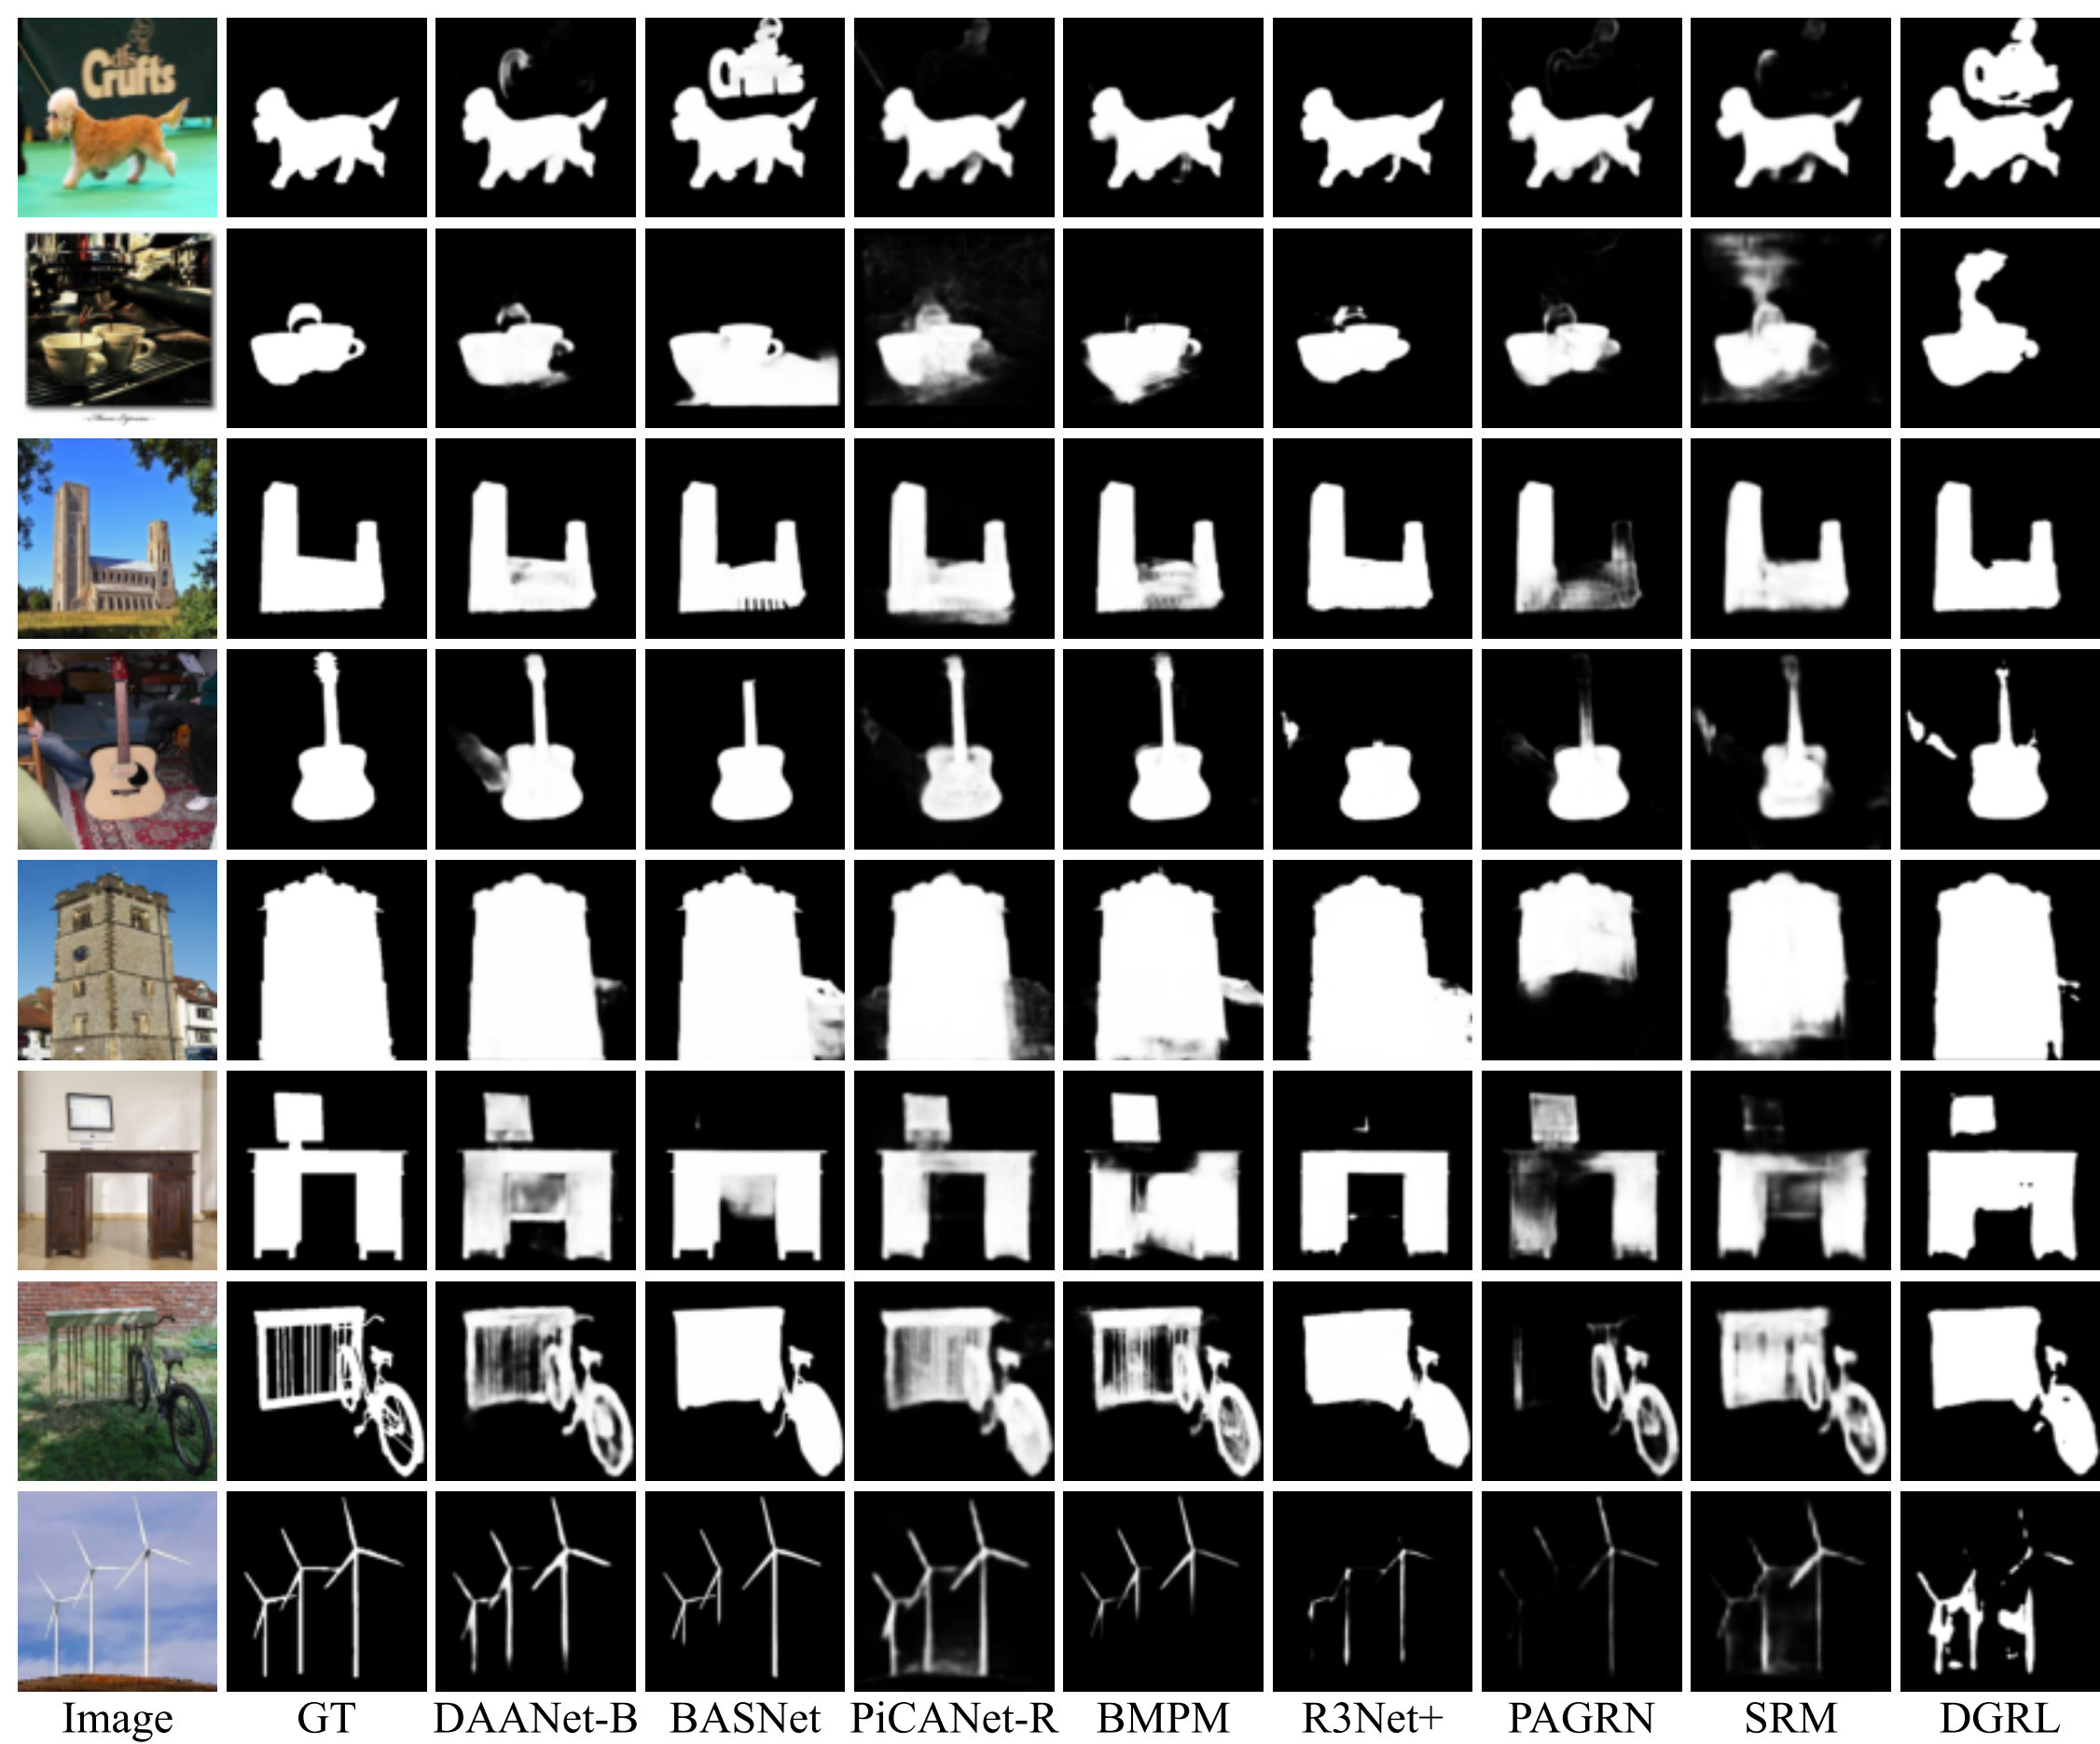 Crufts
Crufts
Image GT DAANet-B BASNet PiCANet-R BMPM R3Net+ PAGRN SRM DGRL